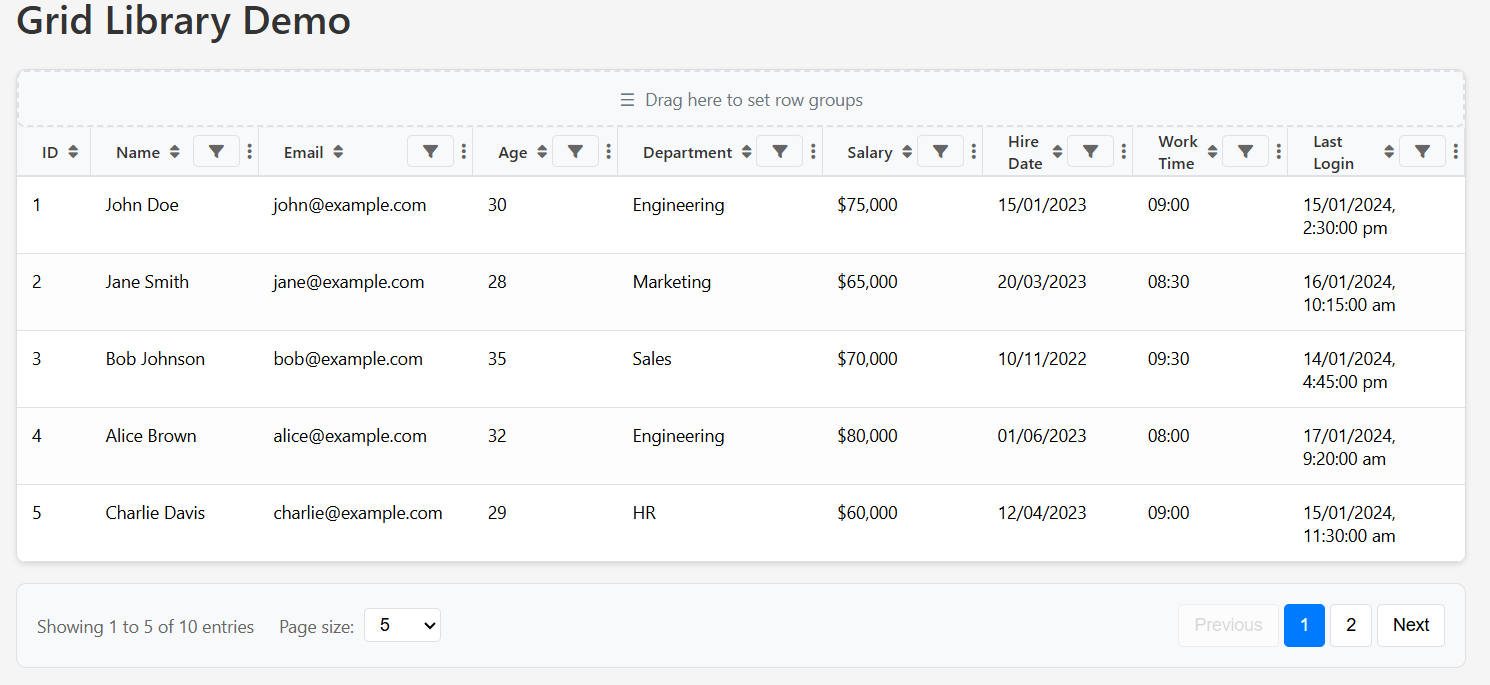 Grid Library Demo
☰ Drag here to set row groups
ID Name Email Age Department Salary Hire Date Work Time Last Login
1 John Doe john@example.com 30 Engineering $75,000 15/01/2023 09:00 15/01/2024, 2:30:00 pm
2 Jane Smith jane@example.com 28 Marketing $65,000 20/03/2023 08:30 16/01/2024, 10:15:00 am
3 Bob Johnson bob@example.com 35 Sales $70,000 10/11/2022 09:30 14/01/2024, 4:45:00 pm
4 Alice Brown alice@example.com 32 Engineering $80,000 01/06/2023 08:00 17/01/2024, 9:20:00 am
5 Charlie Davis charlie@example.com 29 HR $60,000 12/04/2023 09:00 15/01/2024, 11:30:00 am
Showing 1 to 5 of 10 entries Page size: 5 Previous 1 2 Next